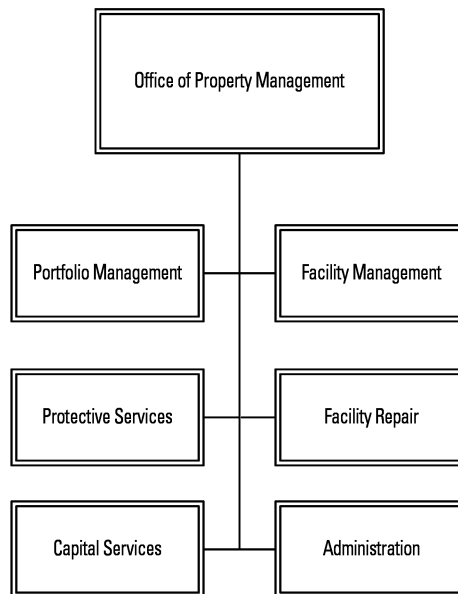 Office of Property Management
Portfolio Management
Facility Management
Protective Services
Facility Repair
Capital Services
Administration